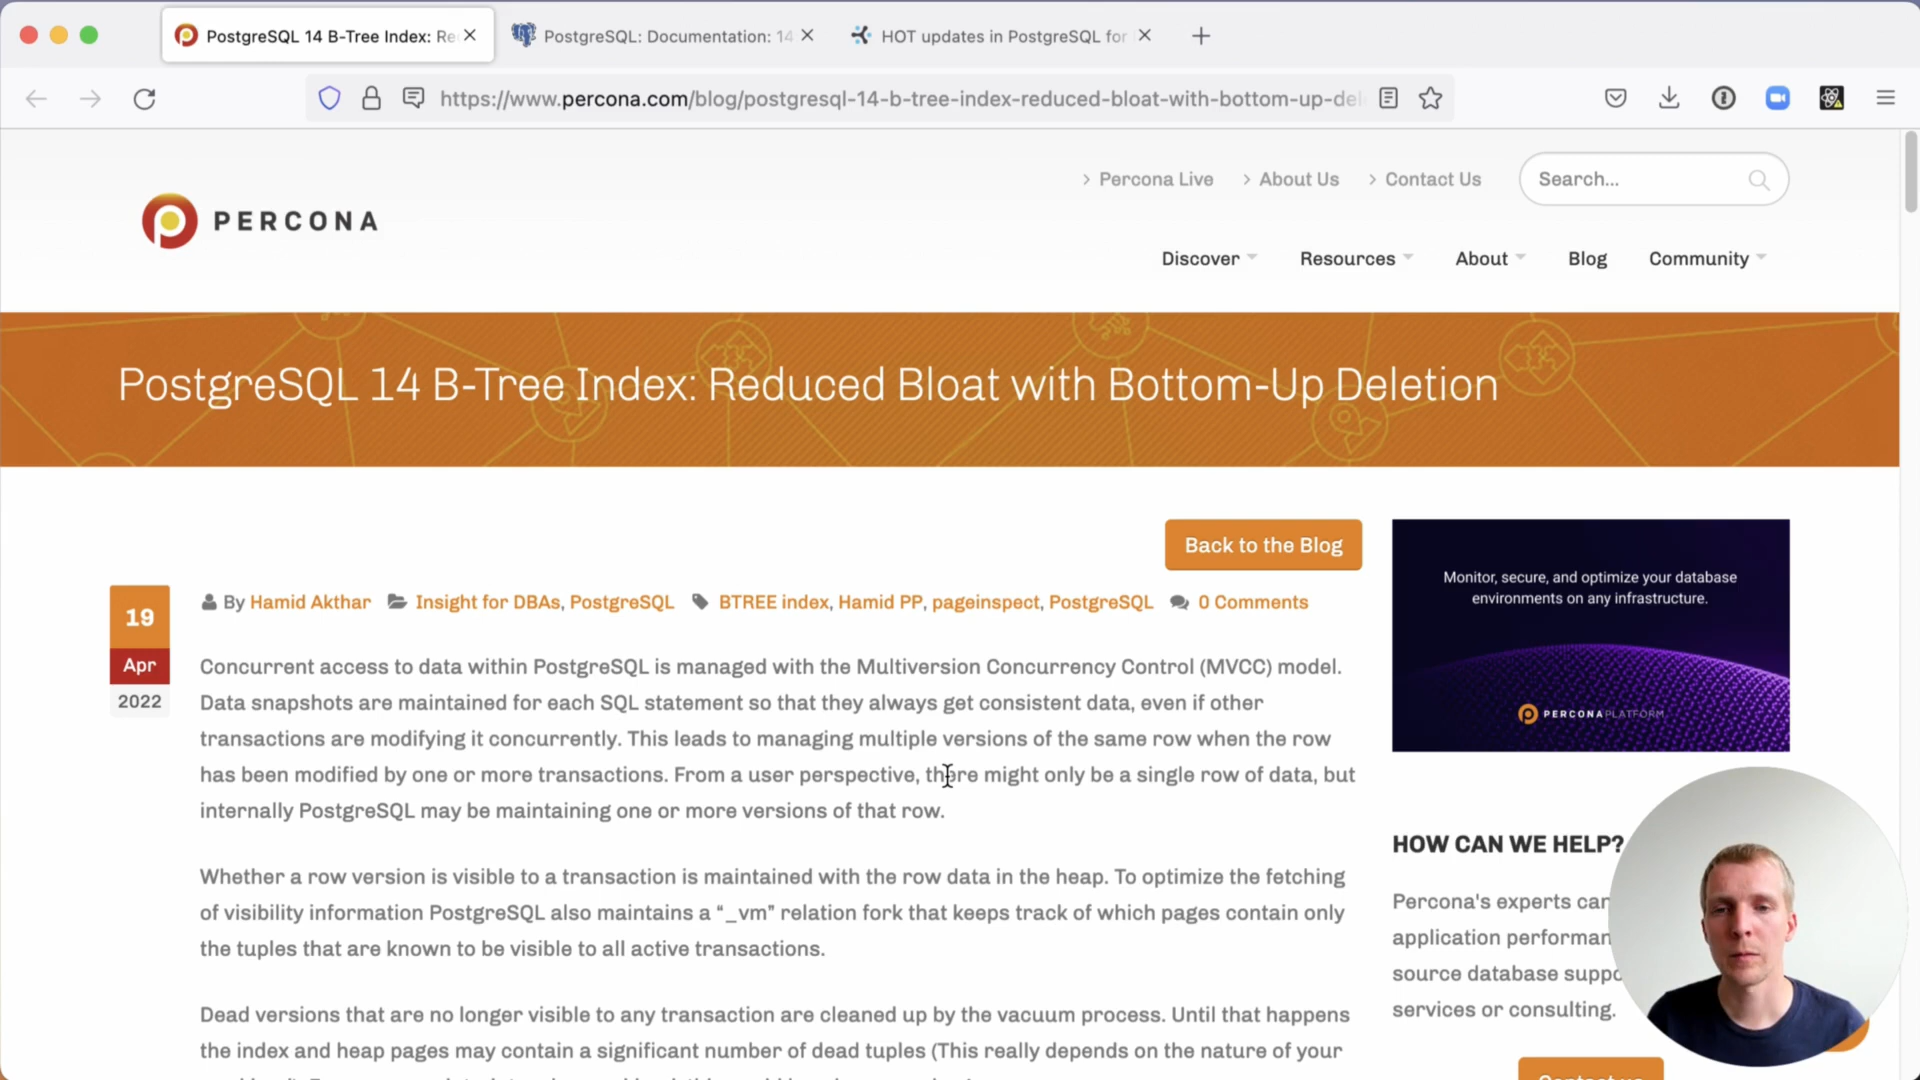 PostgreSQL 14 B-Tree Index: Re
PostgreSQL: Documentation: 14
HOT updates in PostgreSQL for
https://www.percona.com/blog/postgresql-14-b-tree-index-reduced-bloat-with-bottom-up-del
Percona Live
About Us
Contact Us
Search...
PERCONA
Discover
Resources
About
Blog
Community
PostgreSQL 14 B-Tree Index: Reduced Bloat with Bottom-Up Deletion
Back to the Blog
19
Apr
2022
By Hamid Akthar Insight for DBAs, PostgreSQL BTREE index, Hamid PP, pageinspect, PostgreSQL 0 Comments
Concurrent access to data within PostgreSQL is managed with the Multiversion Concurrency Control (MVCC) model.
Data snapshots are maintained for each SQL statement so that they always get consistent data, even if other
transactions are modifying it concurrently. This leads to managing multiple versions of the same row when the row
has been modified by one or more transactions. From a user perspective, there might only be a single row of data, but
internally PostgreSQL may be maintaining one or more versions of that row.
Whether a row version is visible to a transaction is maintained with the row data in the heap. To optimize the fetching
of visibility information PostgreSQL also maintains a “_vm” relation fork that keeps track of which pages contain only
the tuples that are known to be visible to all active transactions.
Dead versions that are no longer visible to any transaction are cleaned up by the vacuum process. Until that happens
the index and heap pages may contain a significant number of dead tuples (This really depends on the nature of your
Monitor, secure, and optimize your database
environments on any infrastructure.
PERCONAPLATFORM
HOW CAN WE HELP?
Percona's experts can
application performan
source database suppo
services or consulting.
Contact us